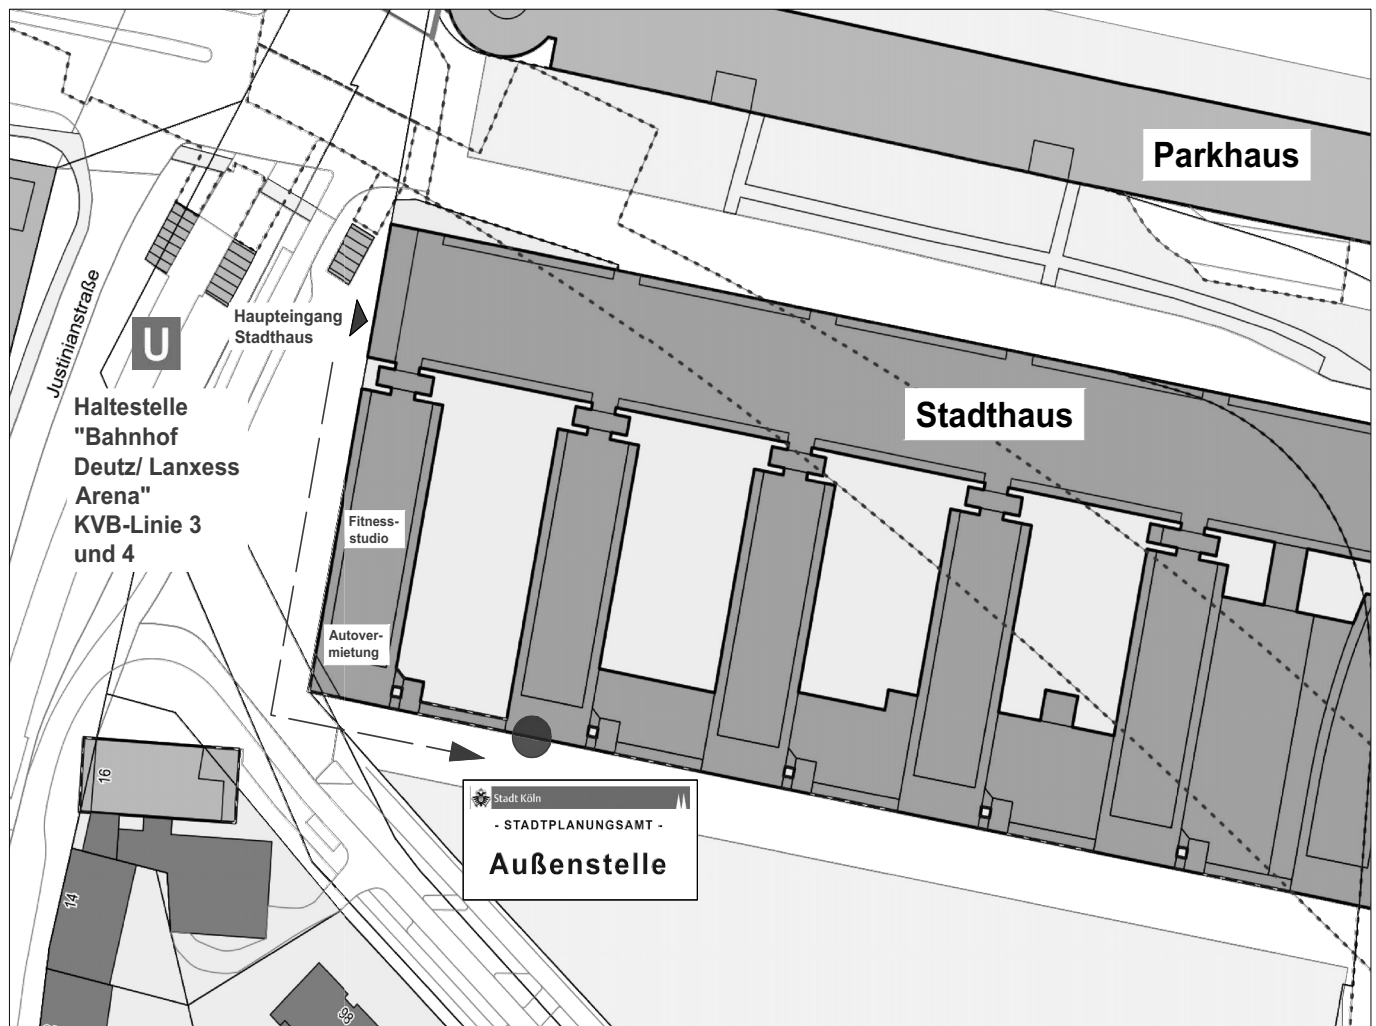 Parkhaus
Justinianstraße
U
Haltestelle
"Bahnhof
Deutz/ Lanxess
Arena"
KVB-Linie 3
und 4
Haupteingang
Stadthaus
Stadthaus
Fitness-
studio
Autover-
mietung
Stadt Köln
- STADTPLANUNGSAMT -
Außenstelle
16
14
98